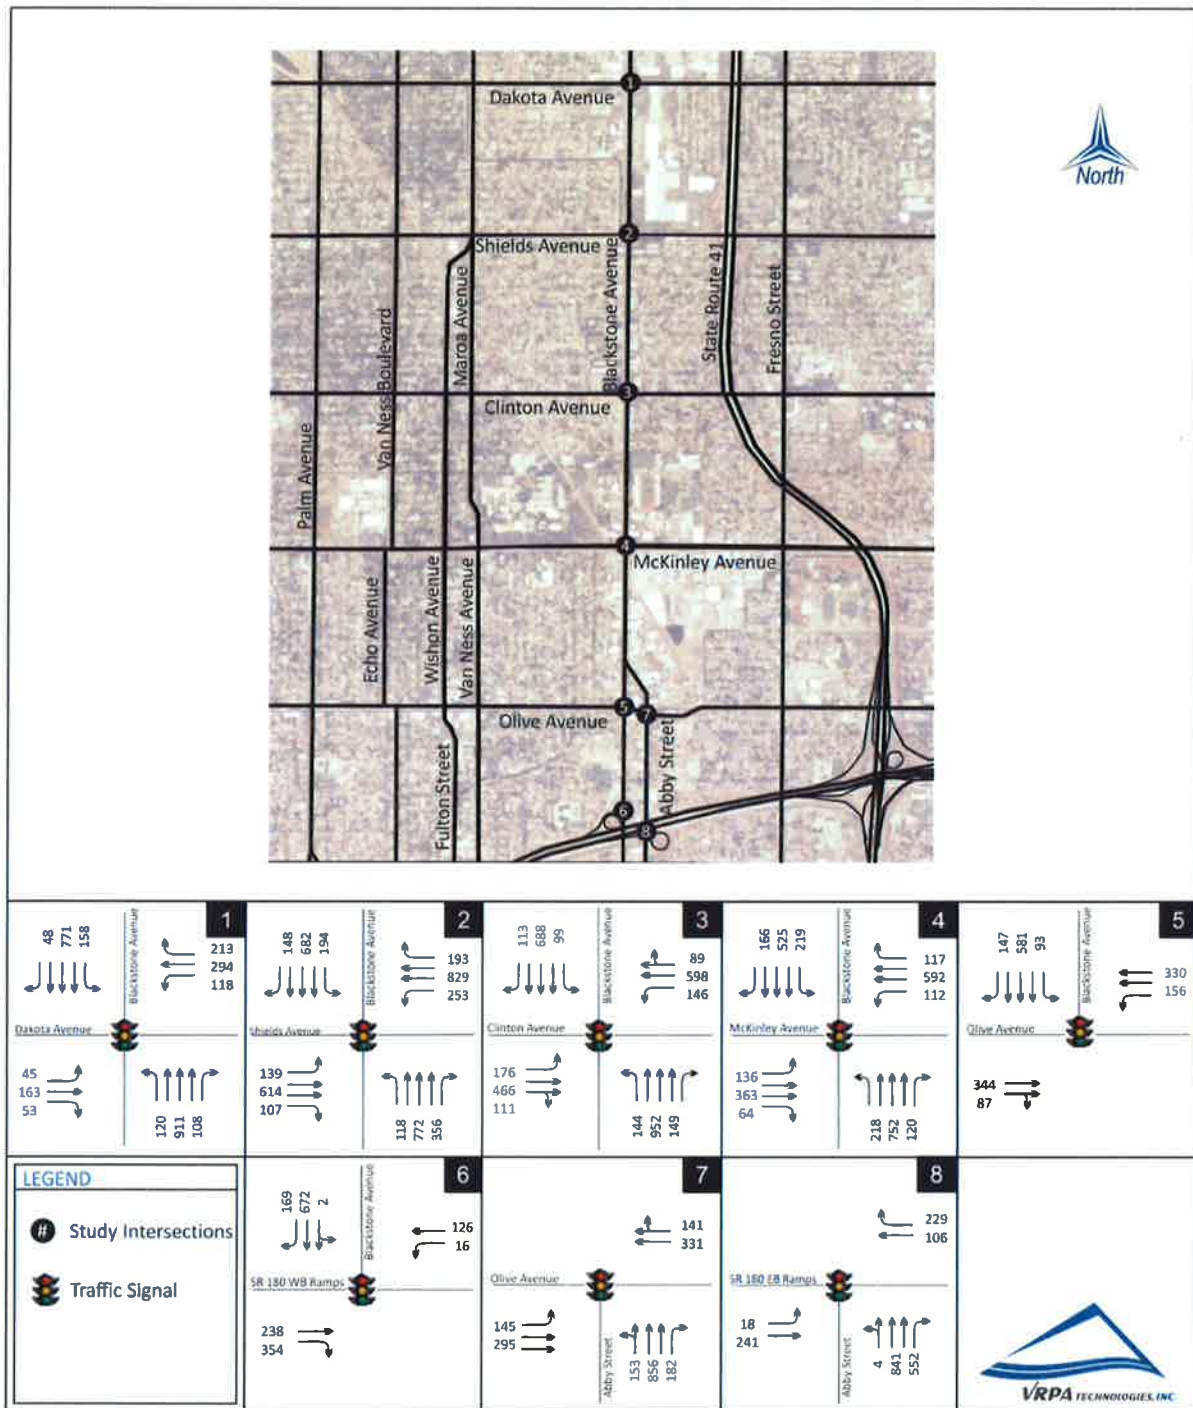 1
Dakota Avenue
North
2
Shields Avenue
Blackstone Avenue
State Route 41
Fresno Street
Maroa Avenue
Van Ness Boulevard
3
Clinton Avenue
Palm Avenue
4
McKinley Avenue
Echo Avenue
Wishon Avenue
Van Ness Avenue
5
7
Olive Avenue
Abby Street
Fulton Street
6
8
1
48 771 158
Blackstone Avenue
213
294
118
Dakota Avenue
45
163
53
120 911 108
2
148 682 194
Blackstone Avenue
193
829
253
Shields Avenue
139
614
107
118 772 356
3
113 688 99
Blackstone Avenue
89
598
146
Clinton Avenue
176
466
111
144 952 149
4
166 525 219
Blackstone Avenue
117
592
112
McKinley Avenue
136
363
64
218 752 120
5
147 581 93
Blackstone Avenue
330
156
Olive Avenue
344
87
LEGEND
# Study Intersections
Traffic Signal
6
169 672 2
Blackstone Avenue
126
16
SR 180 WB Ramps
238
354
7
141
331
Olive Avenue
145
295
Abby Street
153 856 182
8
229
106
SR 180 EB Ramps
18
241
Abby Street
4 841 552
VRPA TECHNOLOGIES, INC